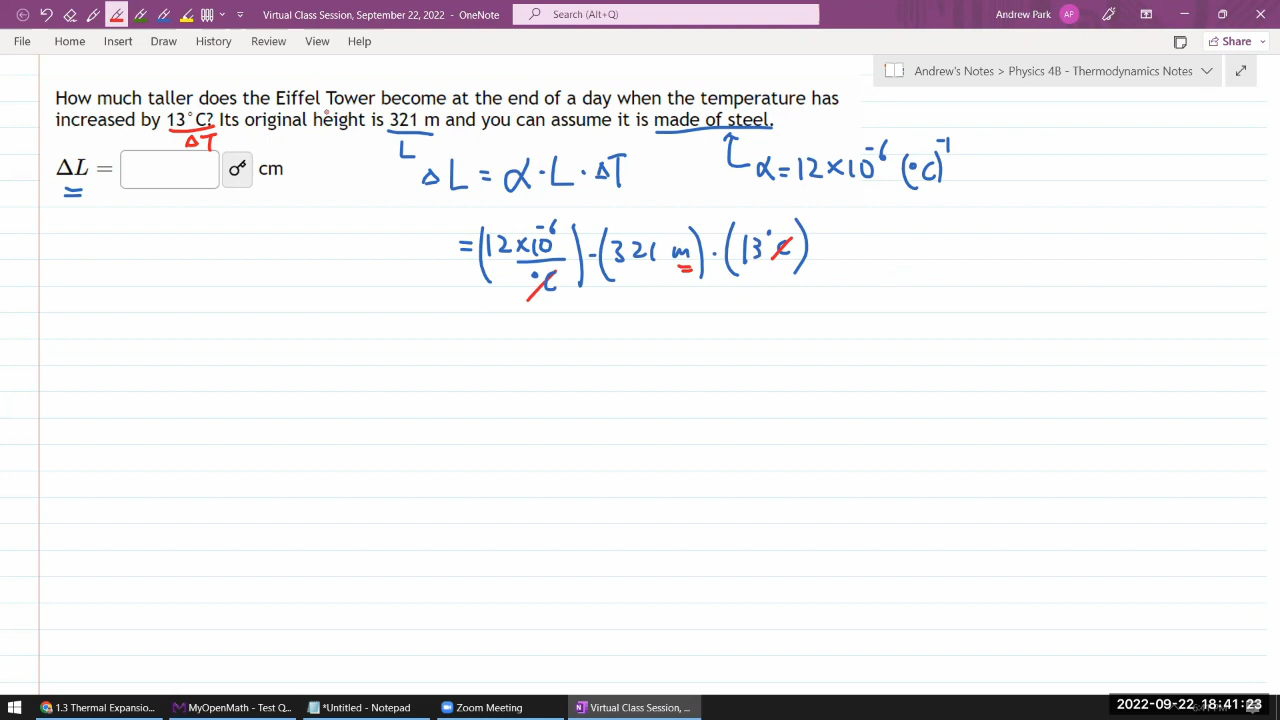 Virtual Class Session, September 22, 2022 - OneNote
Search (Alt+Q)
Andrew Park
AP
File Home Insert Draw History Review View Help
Share
Andrew's Notes > Physics 4B - Thermodynamics Notes
How much taller does the Eiffel Tower become at the end of a day when the temperature has
increased by 13°C? Its original height is 321 m and you can assume it is made of steel.
ΔT
L
ΔL = cm
ΔL = α · L · ΔT
α = 12×10⁻⁶ (°C)⁻¹
= (12×10⁻⁶/°C) · (321 m) · (13°C)
1.3 Thermal Expansio... MyOpenMath - Test Q... *Untitled - Notepad Zoom Meeting Virtual Class Session, ...
2022-09-22 18:41:23